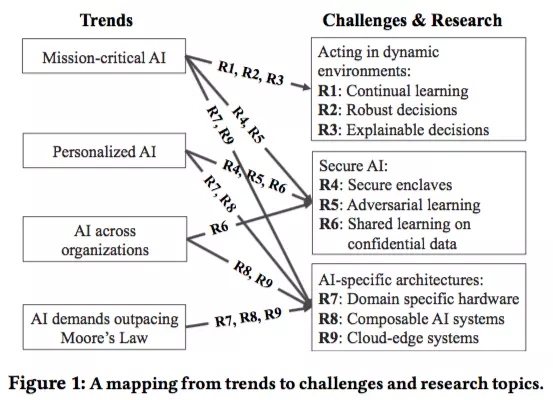 Trends
Challenges & Research
Mission-critical AI
Personalized AI
AI across
organizations
AI demands outpacing
Moore's Law
R1, R2, R3
R4, R5
R7, R9
R4, R5, R6
R7, R8
R6
R8, R9
R7, R8, R9
Acting in dynamic
environments:
R1: Continual learning
R2: Robust decisions
R3: Explainable decisions
Secure AI:
R4: Secure enclaves
R5: Adversarial learning
R6: Shared learning on
confidential data
AI-specific architectures:
R7: Domain specific hardware
R8: Composable AI systems
R9: Cloud-edge systems
Figure 1: A mapping from trends to challenges and research topics.